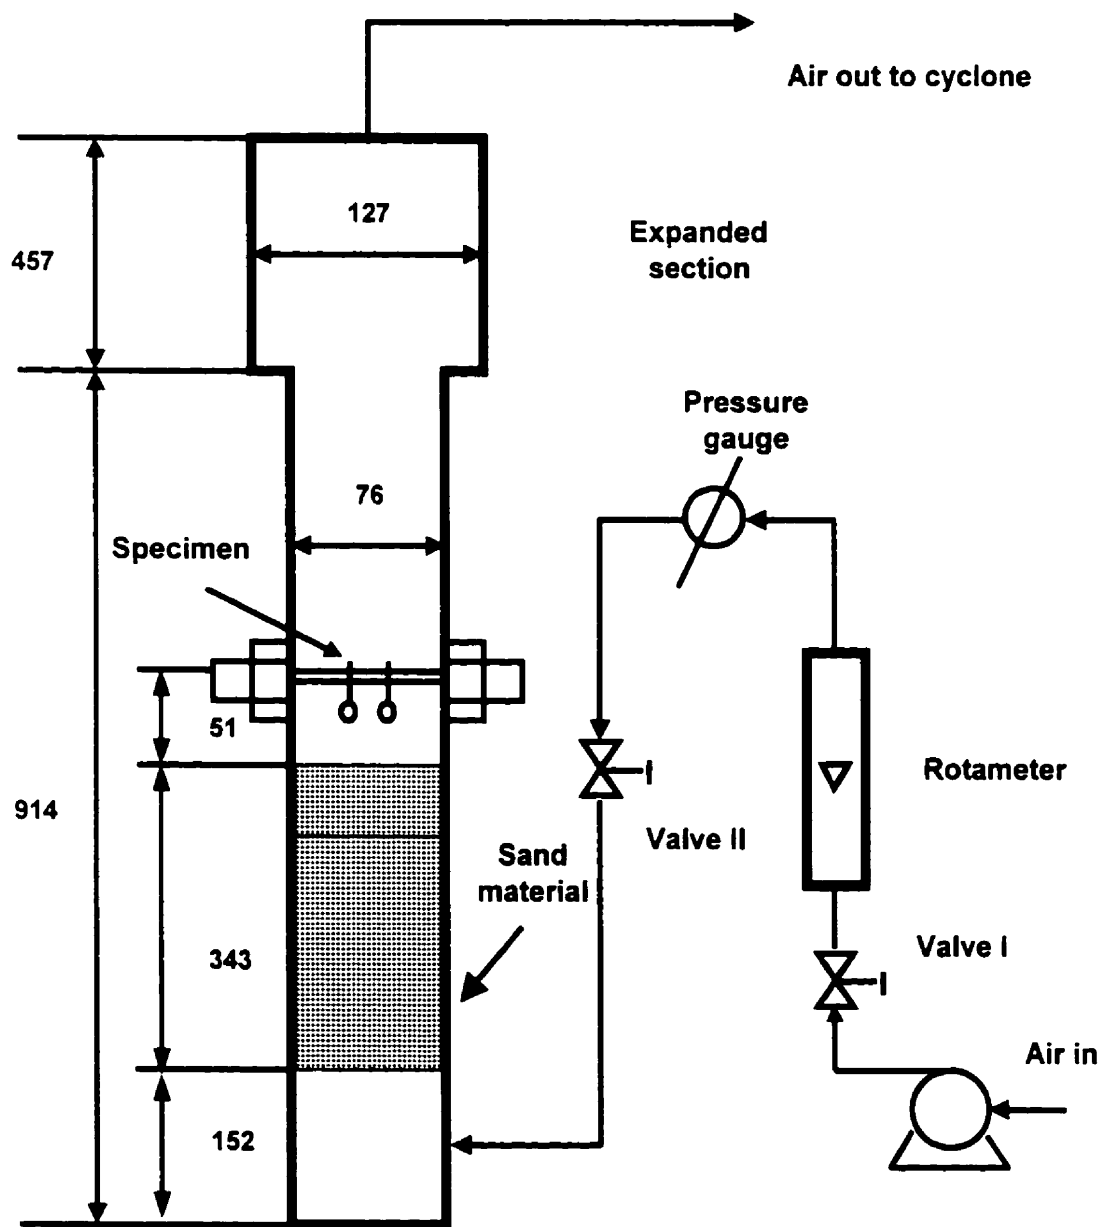 Air out to cyclone
127
Expanded
section
457
Pressure
gauge
76
Specimen
51
Rotameter
914
Valve II
Sand
material
343
Valve I
Air in
152